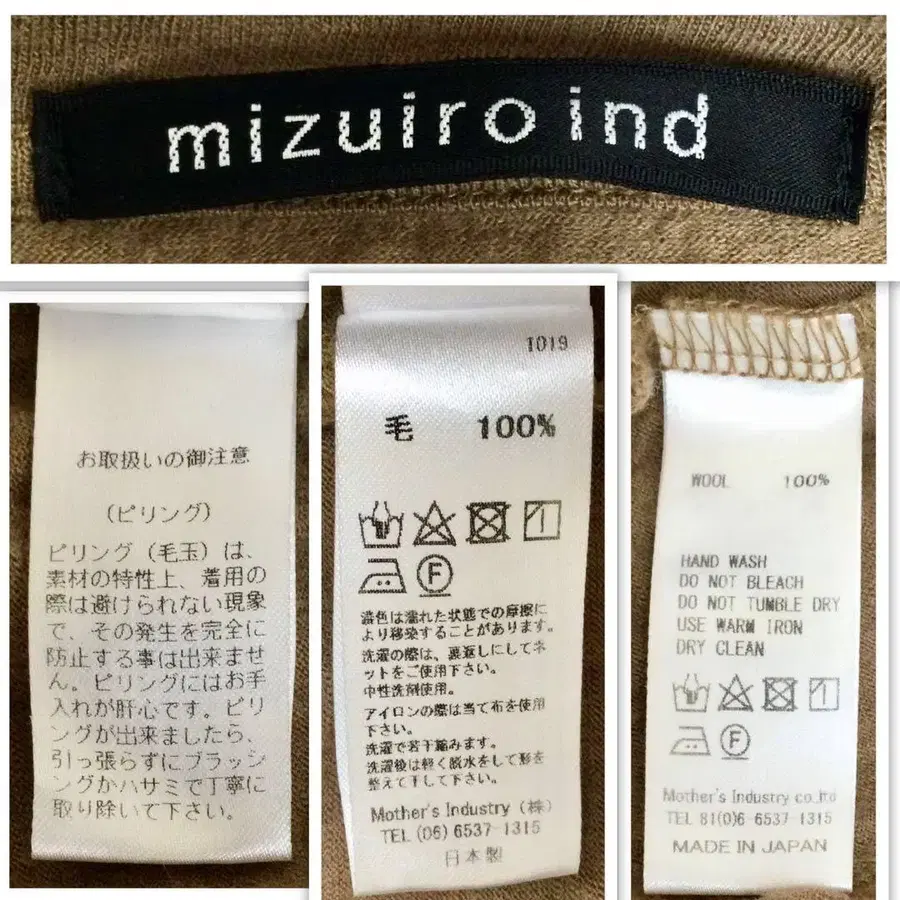 mizuiro ind
お取扱いの御注意
(ピリング)
ピリング(毛玉)は、
素材の特性上、着用の
際は避けられない現象
で、その発生を完全に
防止する事は出来ませ
ん。ピリングにはお手
入れが肝心です。ピリ
ングが出来ましたら、
引っ張らずにブラッシ
ングかハサミで丁寧に
取り除いて下さい。
1019
毛 100%
F
濃色は濡れた状態での摩擦に
より移染することがあります。
洗濯の際は、裏返しにしてネ
ットをご使用下さい。
中性洗剤使用。
アイロンの際は当て布を使用
下さい。
洗濯で若干縮みます。
洗濯後は軽く脱水をして形を
整えて干して下さい。
Mother's Industry (株)
TEL (06) 6537-1315
日本製
WOOL 100%
HAND WASH
DO NOT BLEACH
DO NOT TUMBLE DRY
USE WARM IRON
DRY CLEAN
F
Mother's Industry co.,ltd
TEL 81(0)6-6537-1315
MADE IN JAPAN